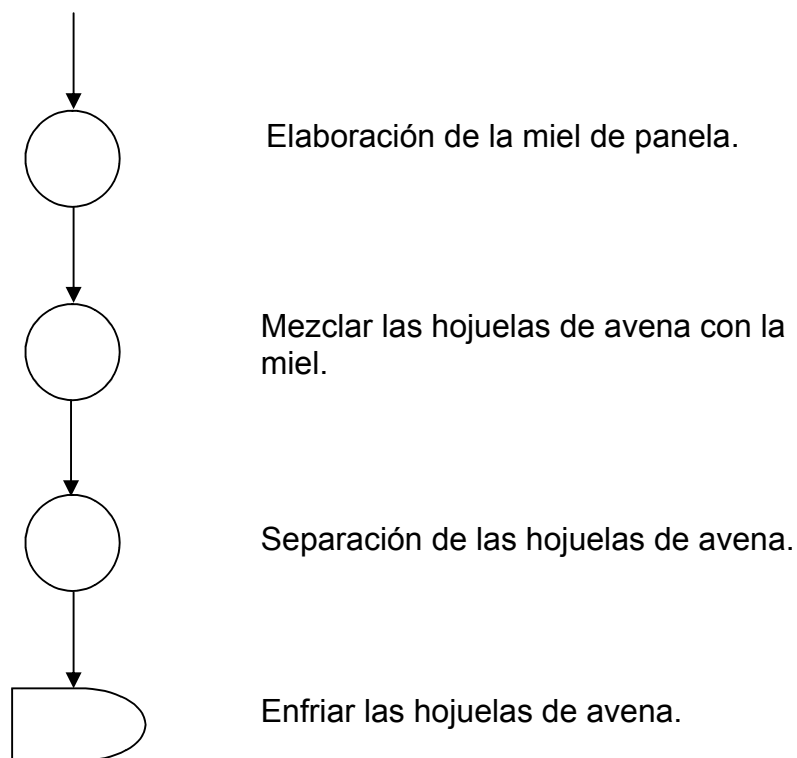 Elaboración de la miel de panela.
Mezclar las hojuelas de avena con la
miel.
Separación de las hojuelas de avena.
Enfriar las hojuelas de avena.